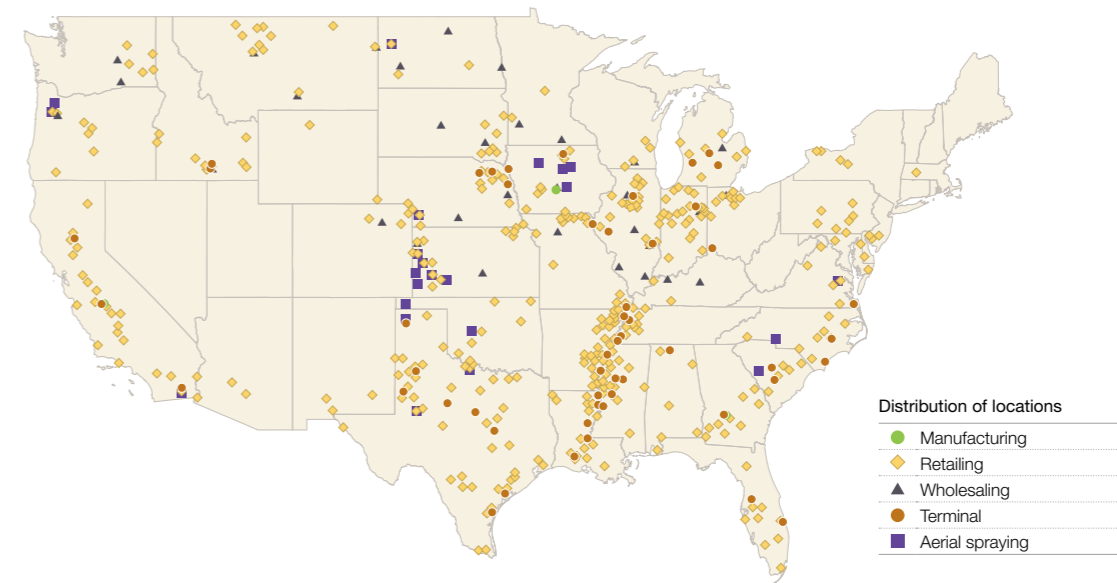 Distribution of locations
Manufacturing
Retailing
Wholesaling
Terminal
Aerial spraying